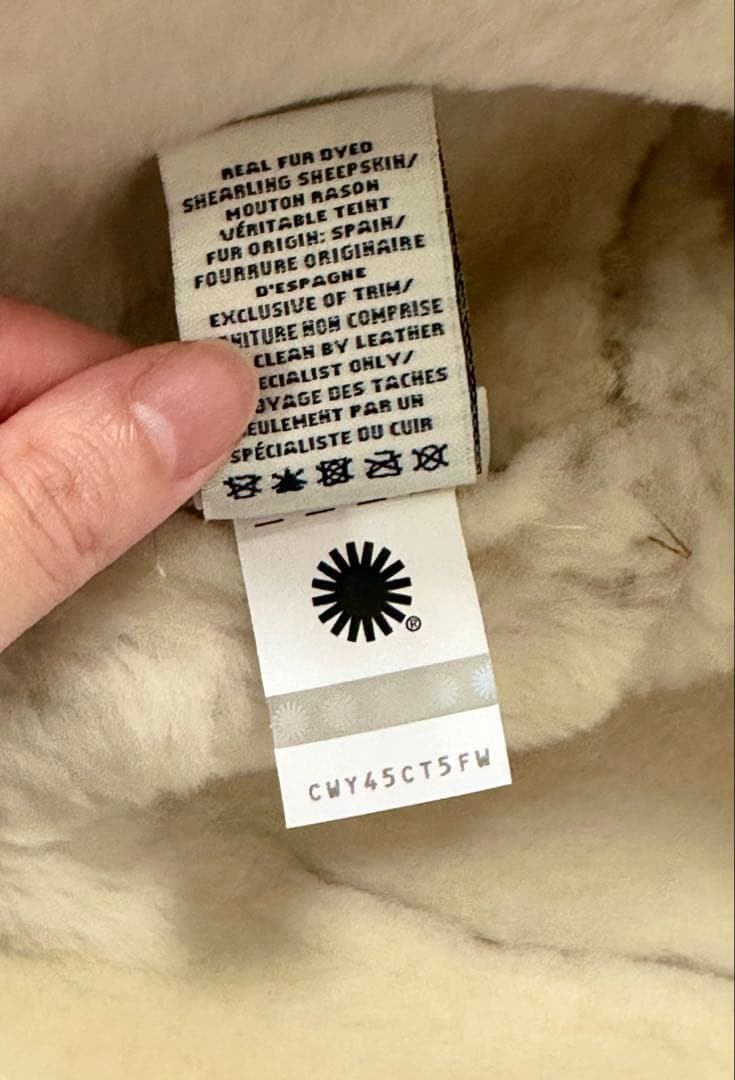 REAL FUR DYED
SHEARLING SHEEPSKIN/
MOUTON RASON
VÉRITABLE TEINT
FUR ORIGIN: SPAIN/
FOURRURE ORIGINAIRE
D'ESPAGNE
EXCLUSIVE OF TRIM/
NITURE NON COMPRISE
CLEAN BY LEATHER
ECIALIST ONLY/
OYAGE DES TACHES
EULEMENT PAR UN
SPÉCIALISTE DU CUIR
®
CWY45CT5FW